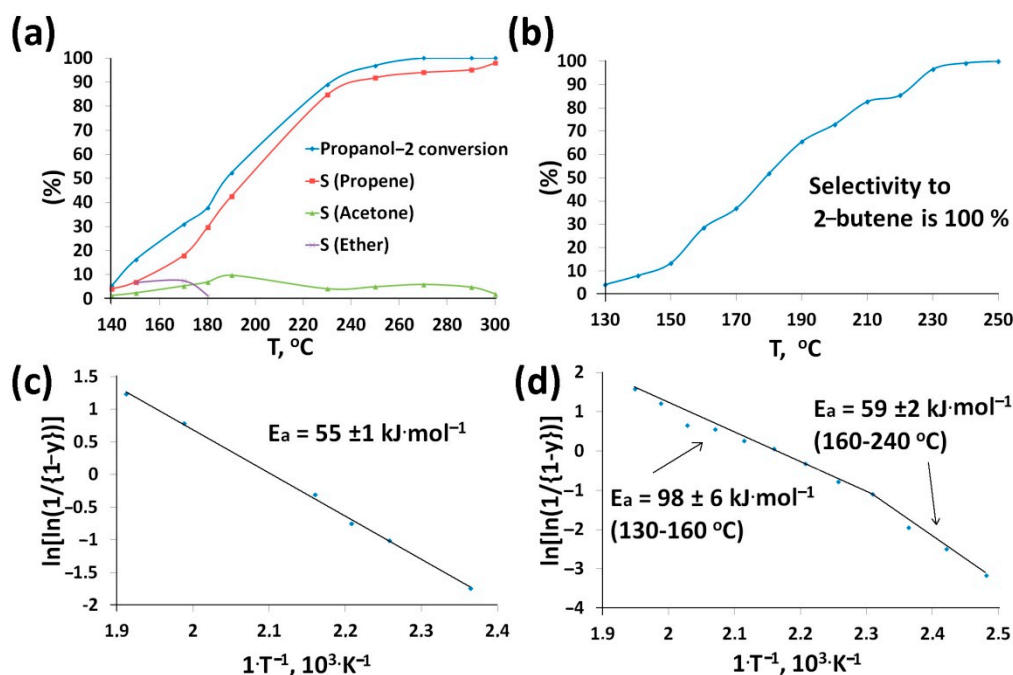 (a)
100
90
80
70
60
50
40
30
20
10
0
(%)
140 160 180 200 220 240 260 280 300
T, °C
Propanol–2 conversion
S (Propene)
S (Acetone)
S (Ether)
(b)
100
90
80
70
60
50
40
30
20
10
0
(%)
130 150 170 190 210 230 250
T, °C
Selectivity to
2–butene is 100 %
(c)
1.5
1
0.5
0
−0.5
−1
−1.5
−2
ln[ln(1/{1–y})]
1.9 2 2.1 2.2 2.3 2.4
1·T⁻¹, 10³·K⁻¹
Ea = 55 ±1 kJ·mol⁻¹
(d)
2
1
0
−1
−2
−3
−4
ln[ln(1/{1-y})]
1.9 2 2.1 2.2 2.3 2.4 2.5
1·T⁻¹, 10³·K⁻¹
Ea = 59 ±2 kJ·mol⁻¹
(160-240 °C)
Ea = 98 ± 6 kJ·mol⁻¹
(130-160 °C)